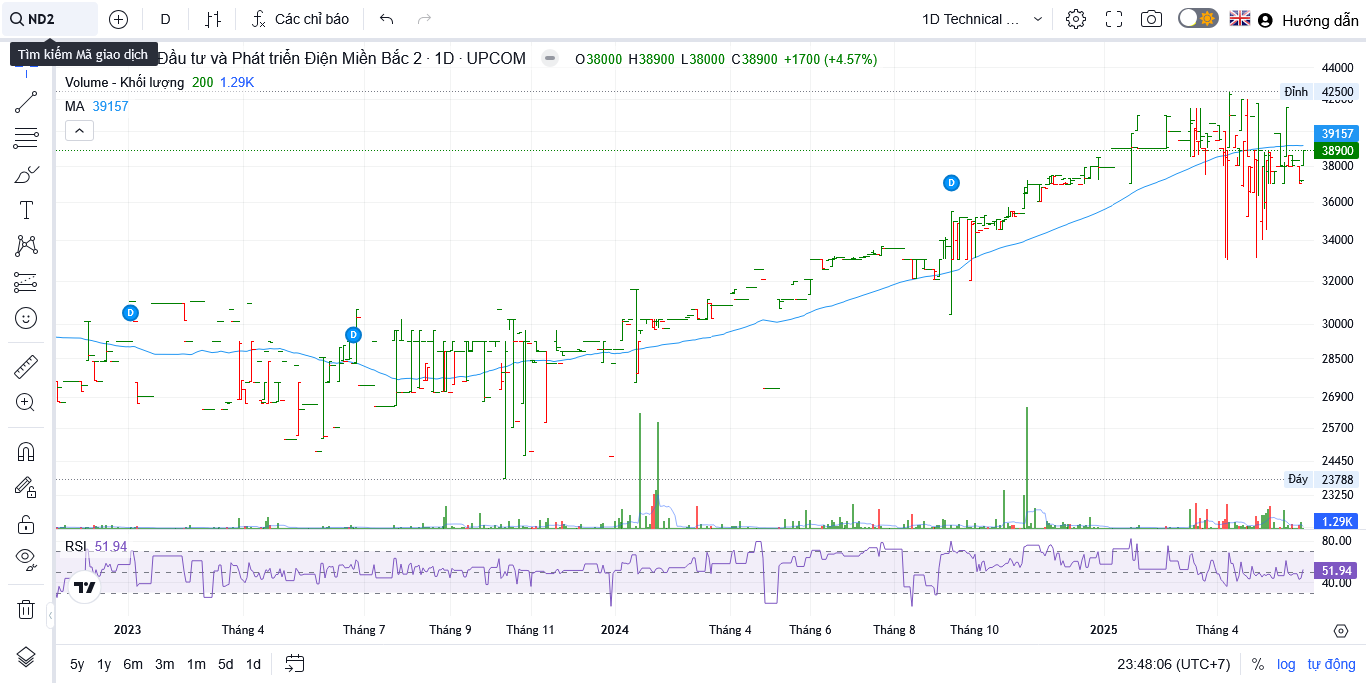 ND2
D
Các chỉ báo
1D Technical ...
Hướng dẫn
Tìm kiếm Mã giao dịch
Đầu tư và Phát triển Điện Miền Bắc 2 · 1D · UPCOM
O38000 H38900 L38000 C38900 +1700 (+4.57%)
Volume - Khối lượng 200 1.29K
MA 39157
44000
Đỉnh 42500
42000
39157
38900
38000
36000
34000
32000
30000
28500
26900
25700
24450
Đáy 23788
23250
1.29K
D
D
D
RSI 51.94
80.00
51.94
40.00
2023 Tháng 4 Tháng 7 Tháng 9 Tháng 11 2024 Tháng 4 Tháng 6 Tháng 8 Tháng 10 2025 Tháng 4
5y 1y 6m 3m 1m 5d 1d
23:48:06 (UTC+7) % log tự động